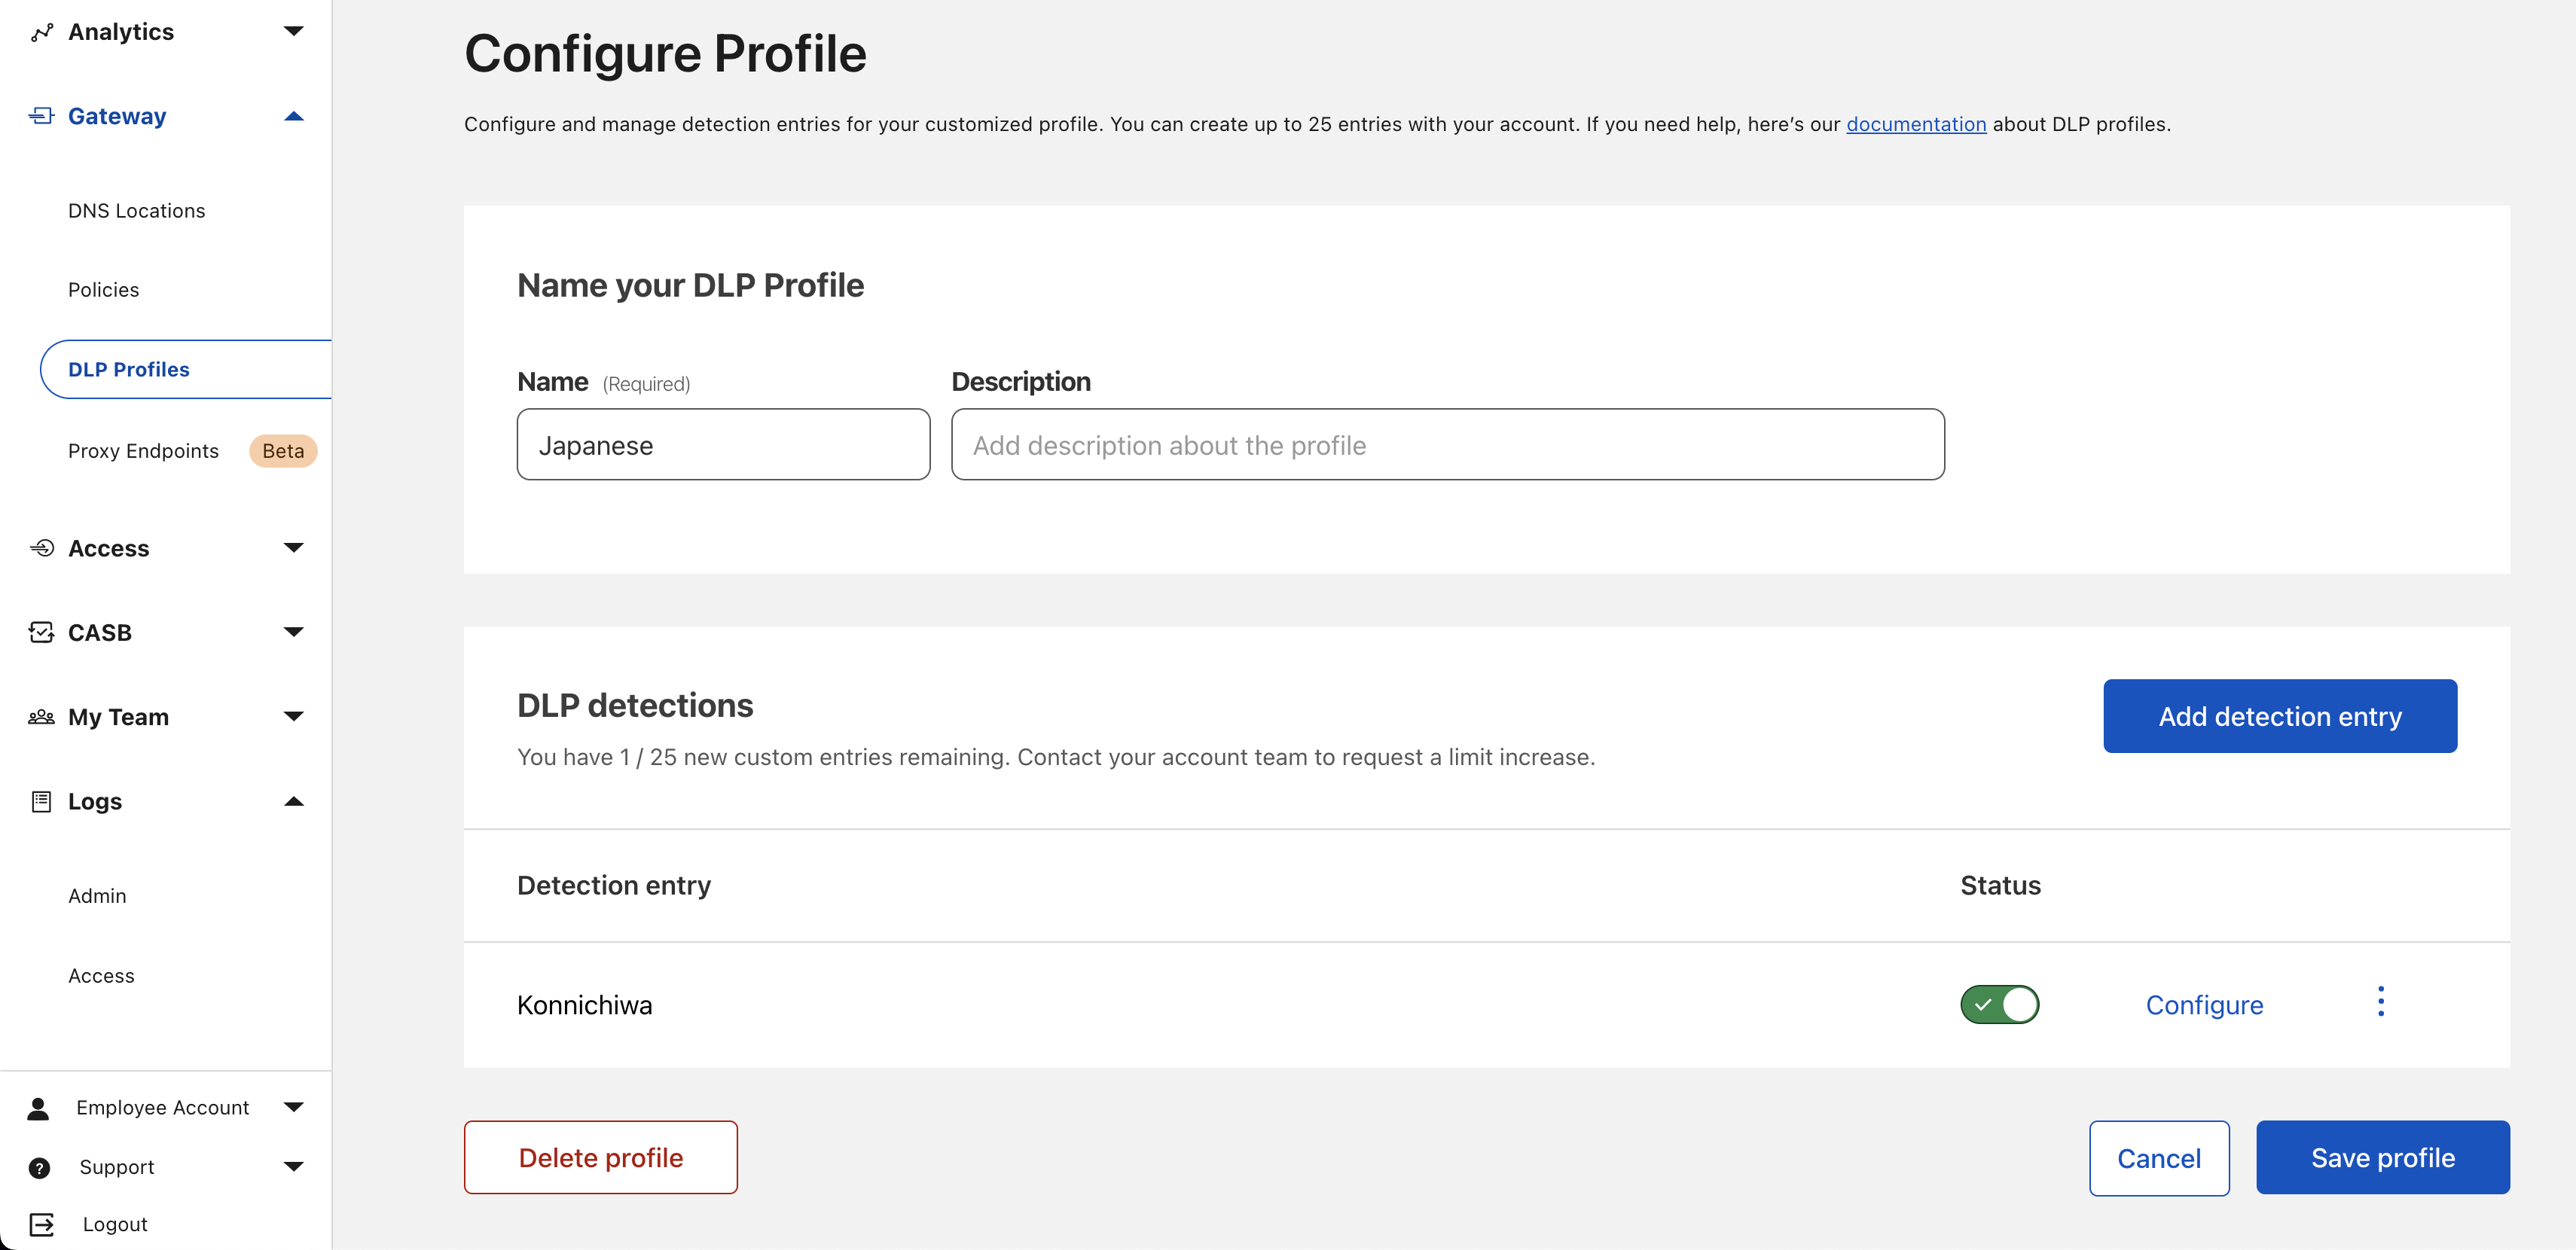 Analytics
Gateway
DNS Locations
Policies
DLP Profiles
Proxy Endpoints Beta
Access
CASB
My Team
Logs
Admin
Access
Employee Account
Support
Logout
Configure Profile
Configure and manage detection entries for your customized profile. You can create up to 25 entries with your account. If you need help, here’s our documentation about DLP profiles.
Name your DLP Profile
Name (Required) Description
Japanese Add description about the profile
DLP detections
Add detection entry
You have 1 / 25 new custom entries remaining. Contact your account team to request a limit increase.
Detection entry Status
Konnichiwa Configure
Delete profile Cancel Save profile